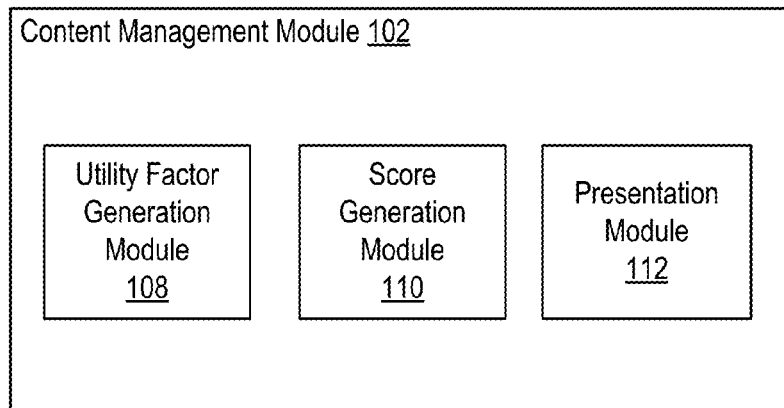 Content Management Module 102
Utility Factor
Generation
Module
108
Score
Generation
Module
110
Presentation
Module
112